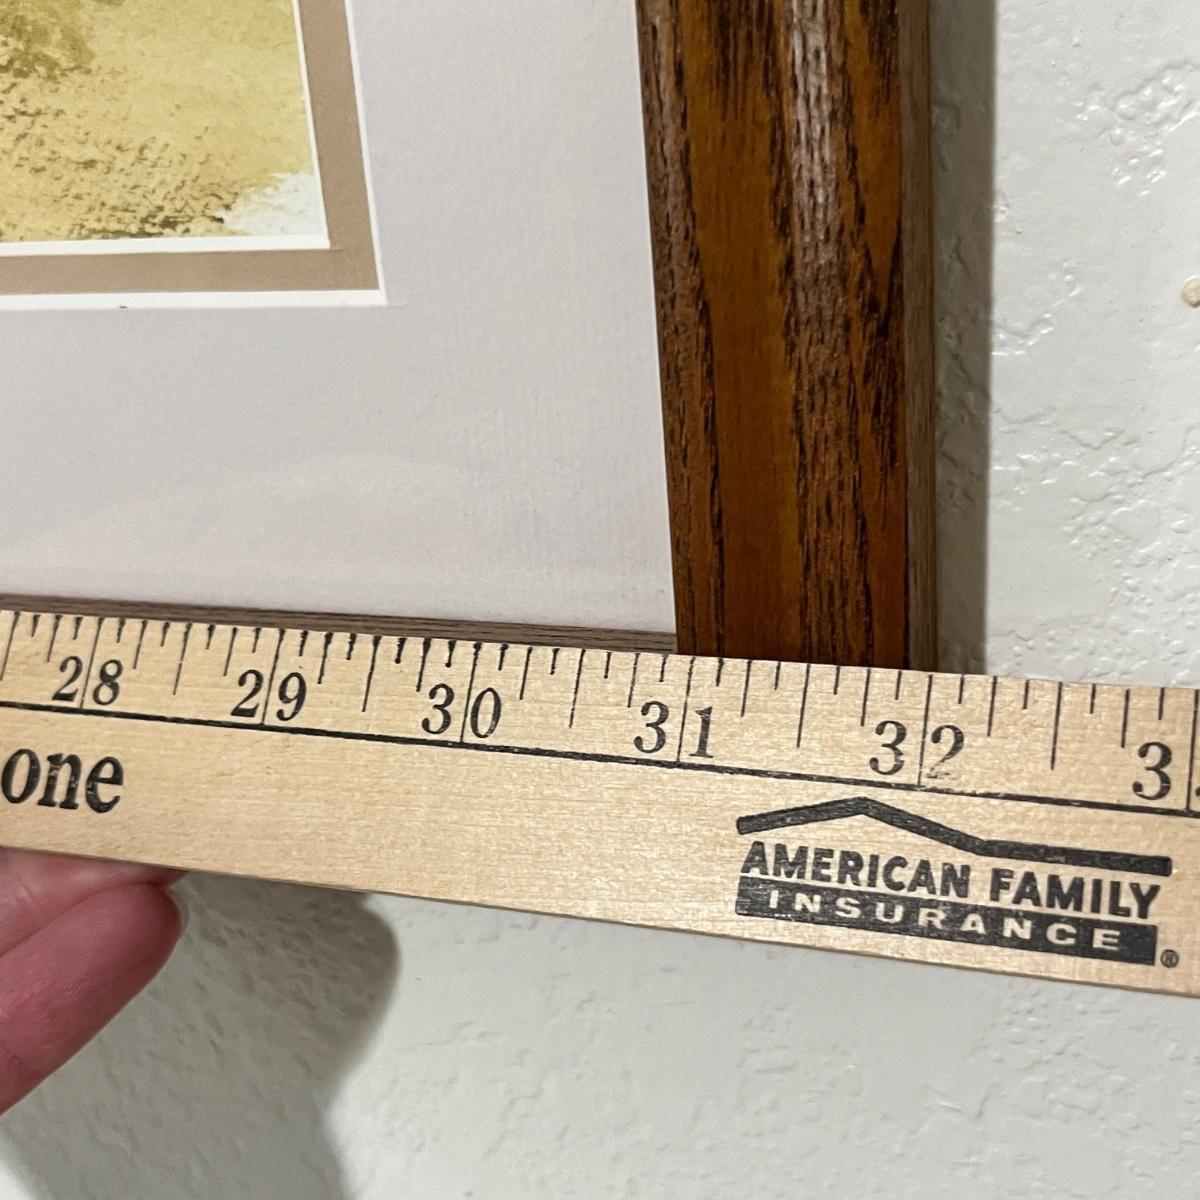 28 29 30 31 32 3
one
AMERICAN FAMILY
INSURANCE ®